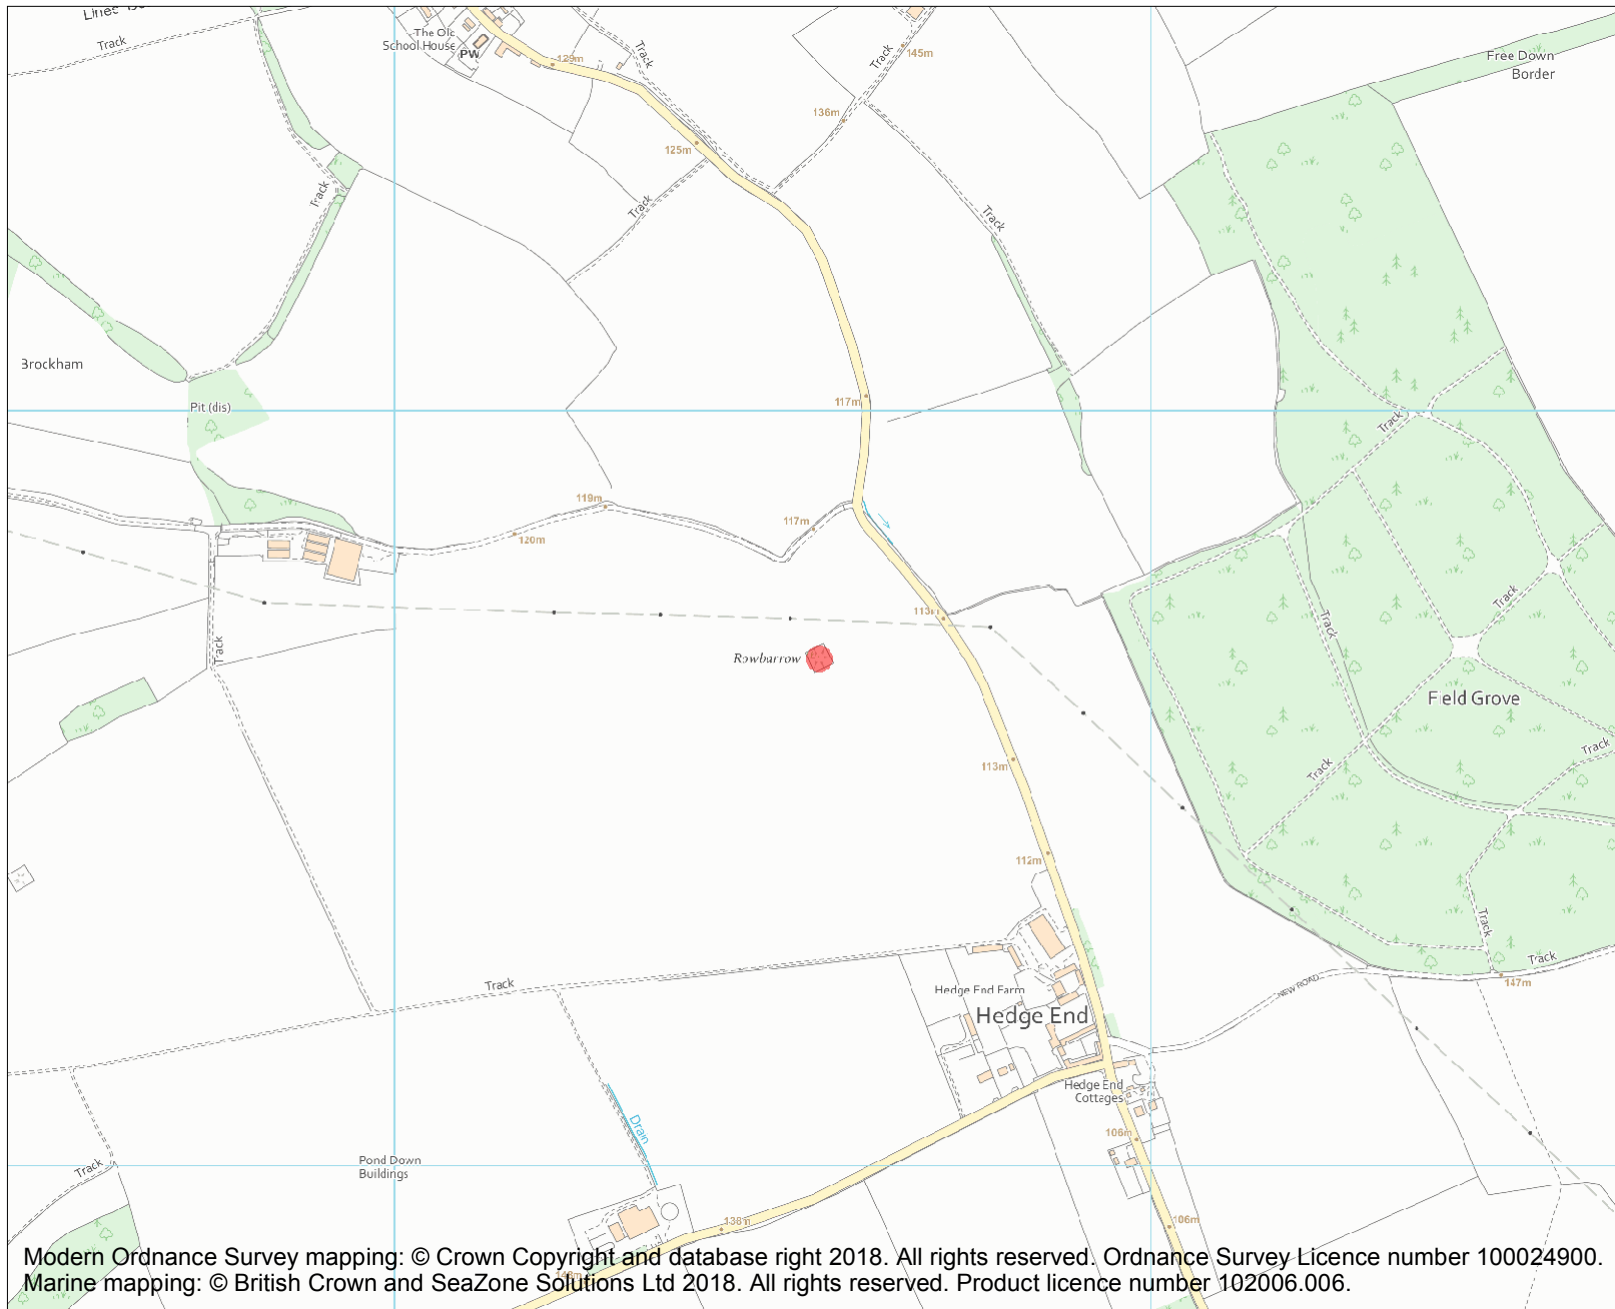 Track
The Old
School House
PW
129m
Track
Track
145m
Free Down
Border
136m
125m
Track
Track
Track
Brockham
117m
Pit (dis)
Track
119m
117m
120m
Track
113m
Track
Track
Rowbarrow
Field Grove
Track
Track
113m
112m
Track
Track
147m
NEW ROAD
Track
Hedge End Farm
Hedge End
Hedge End
Cottages
106m
Drain
Track
Pond Down
Buildings
106m
Modern Ordnance Survey mapping: © Crown Copyright and database right 2018. All rights reserved. Ordnance Survey Licence number 100024900.
Marine mapping: © British Crown and SeaZone Solutions Ltd 2018. All rights reserved. Product licence number 102006.006.